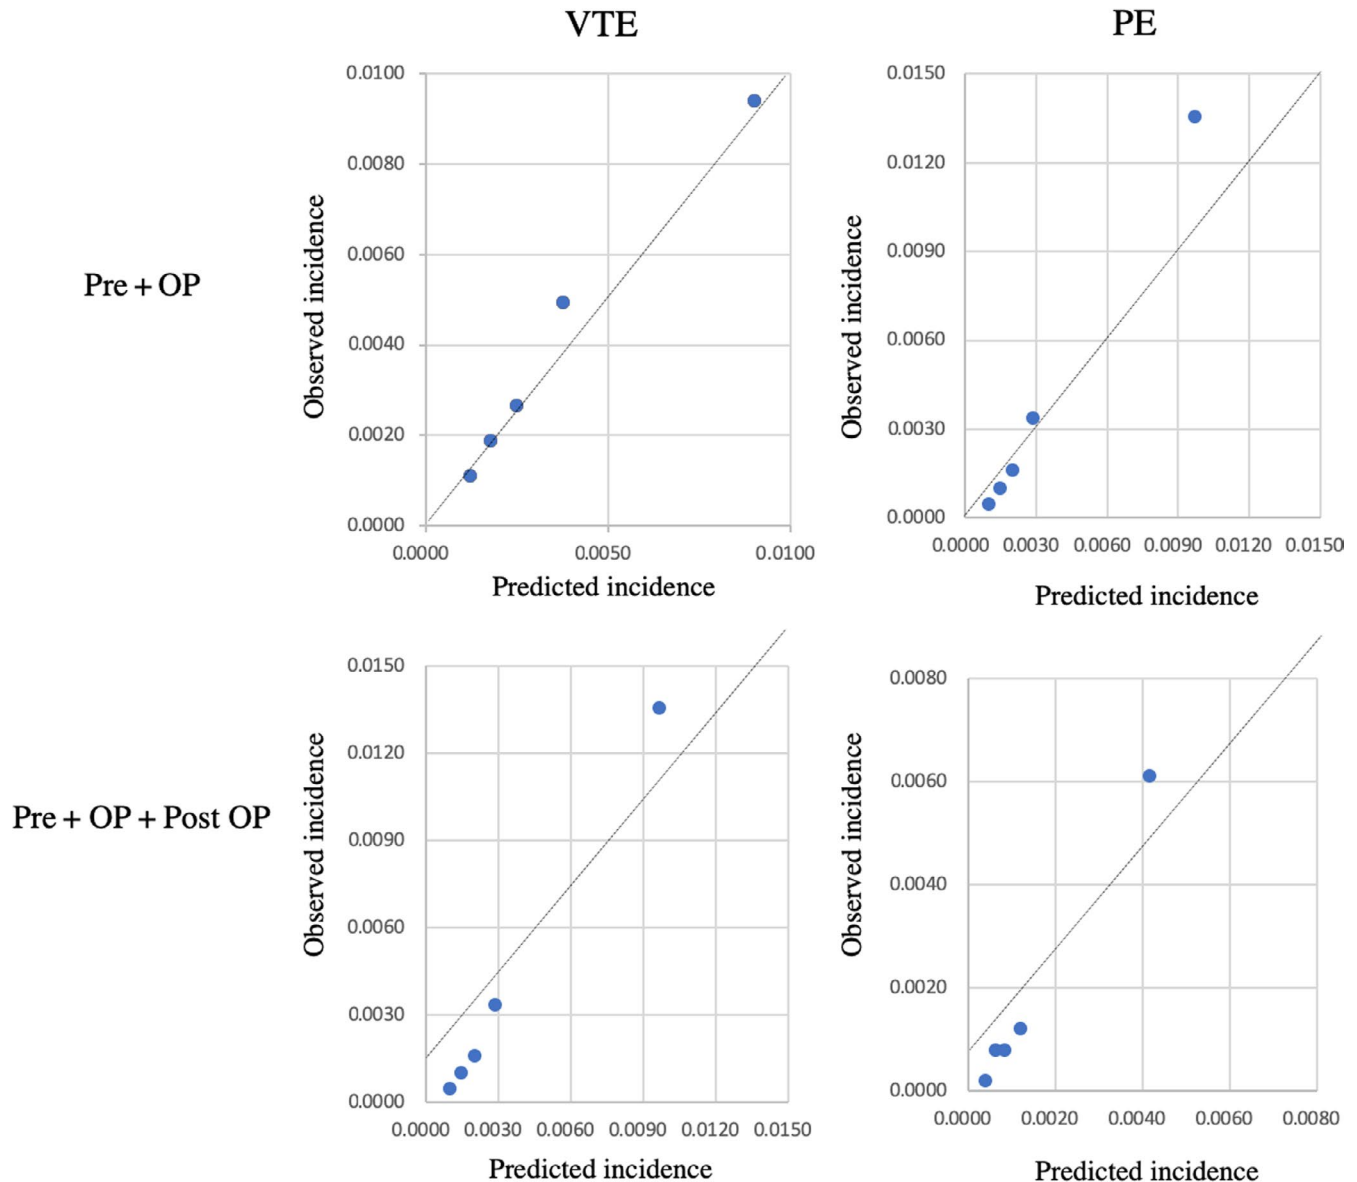 VTE
PE
Pre + OP
Observed incidence
0.0100
0.0080
0.0060
0.0040
0.0020
0.0000
0.0000 0.0050 0.0100
Predicted incidence
Observed incidence
0.0150
0.0120
0.0090
0.0060
0.0030
0.0000
0.0000 0.0030 0.0060 0.0090 0.0120 0.0150
Predicted incidence
Pre + OP + Post OP
Observed incidence
0.0150
0.0120
0.0090
0.0060
0.0030
0.0000
0.0000 0.0030 0.0060 0.0090 0.0120 0.0150
Predicted incidence
Observed incidence
0.0080
0.0060
0.0040
0.0020
0.0000
0.0000 0.0020 0.0040 0.0060 0.0080
Predicted incidence